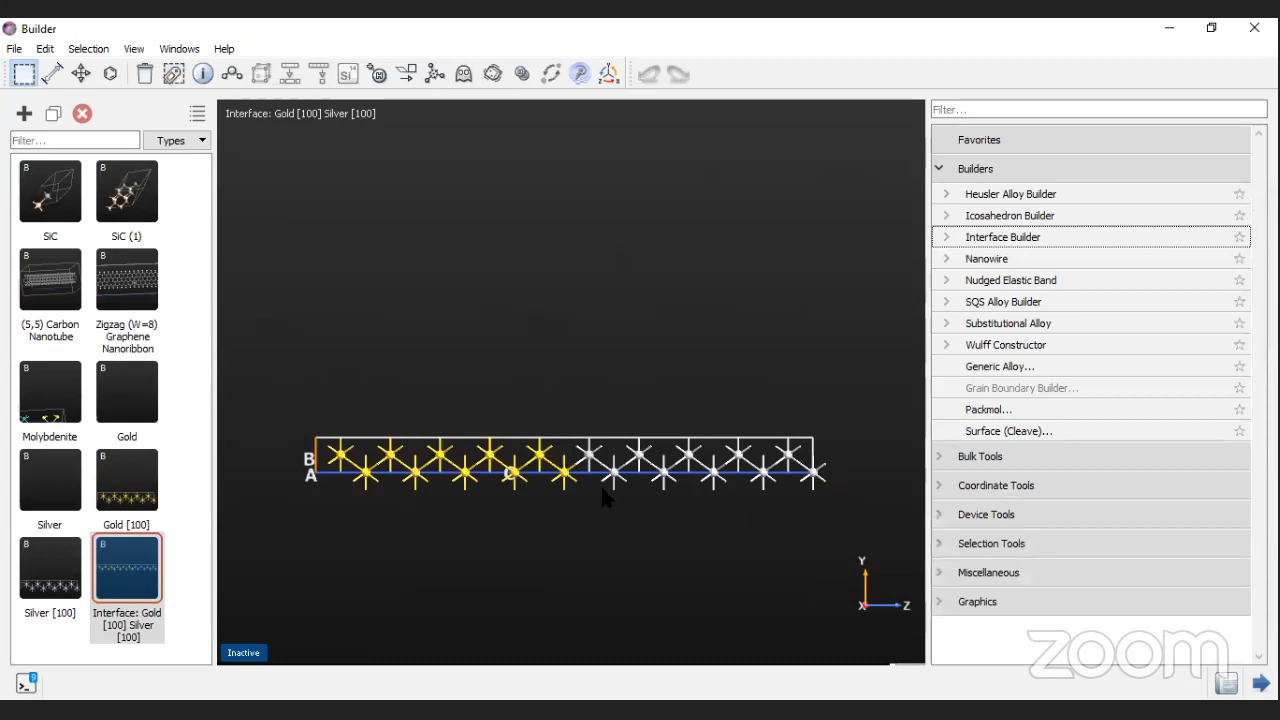 Builder
File Edit Selection View Windows Help
Si 14
Filter...
Types
B
B
SiC
SiC (1)
B
B
(5,5) Carbon
Nanotube
Zigzag (W=8)
Graphene
Nanoribbon
B
B
Molybdenite
Gold
B
B
Silver
Gold [100]
B
B
Silver [100]
Interface: Gold
[100] Silver
[100]
Interface: Gold [100] Silver [100]
B
A
C
Y
X
Z
Inactive
Filter...
Favorites
Builders
Heusler Alloy Builder
Icosahedron Builder
Interface Builder
Nanowire
Nudged Elastic Band
SQS Alloy Builder
Substitutional Alloy
Wulff Constructor
Generic Alloy...
Grain Boundary Builder...
Packmol...
Surface (Cleave)...
Bulk Tools
Coordinate Tools
Device Tools
Selection Tools
Miscellaneous
Graphics
zoom